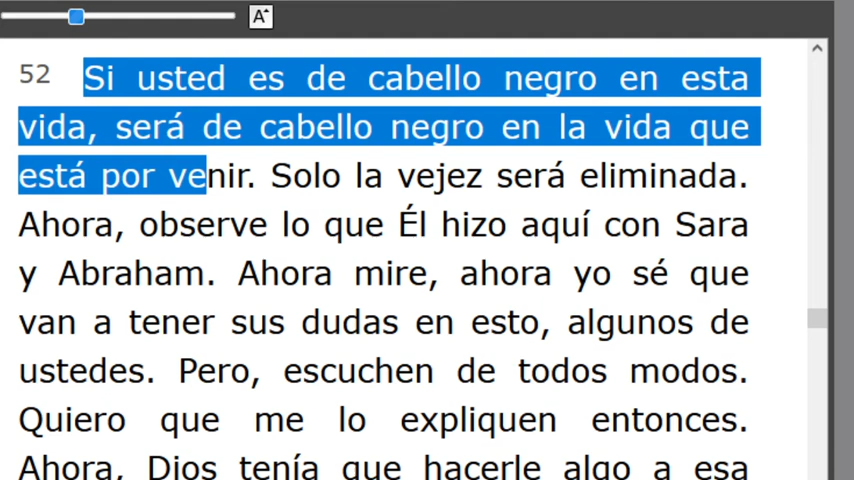 A
52 Si usted es de cabello negro en esta
vida, será de cabello negro en la vida que
está por venir. Solo la vejez será eliminada.
Ahora, observe lo que Él hizo aquí con Sara
y Abraham. Ahora mire, ahora yo sé que
van a tener sus dudas en esto, algunos de
ustedes. Pero, escuchen de todos modos.
Quiero que me lo expliquen entonces.
Ahora, Dios tenía que hacerle algo a esa